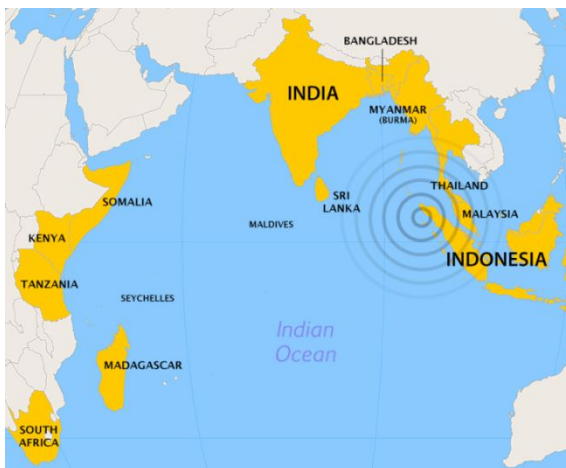 BANGLADESH
INDIA
MYANMAR
(BURMA)
THAILAND
SRI
LANKA
MALAYSIA
SOMALIA
MALDIVES
KENYA
INDONESIA
TANZANIA
SEYCHELLES
Indian
Ocean
MADAGASCAR
SOUTH
AFRICA